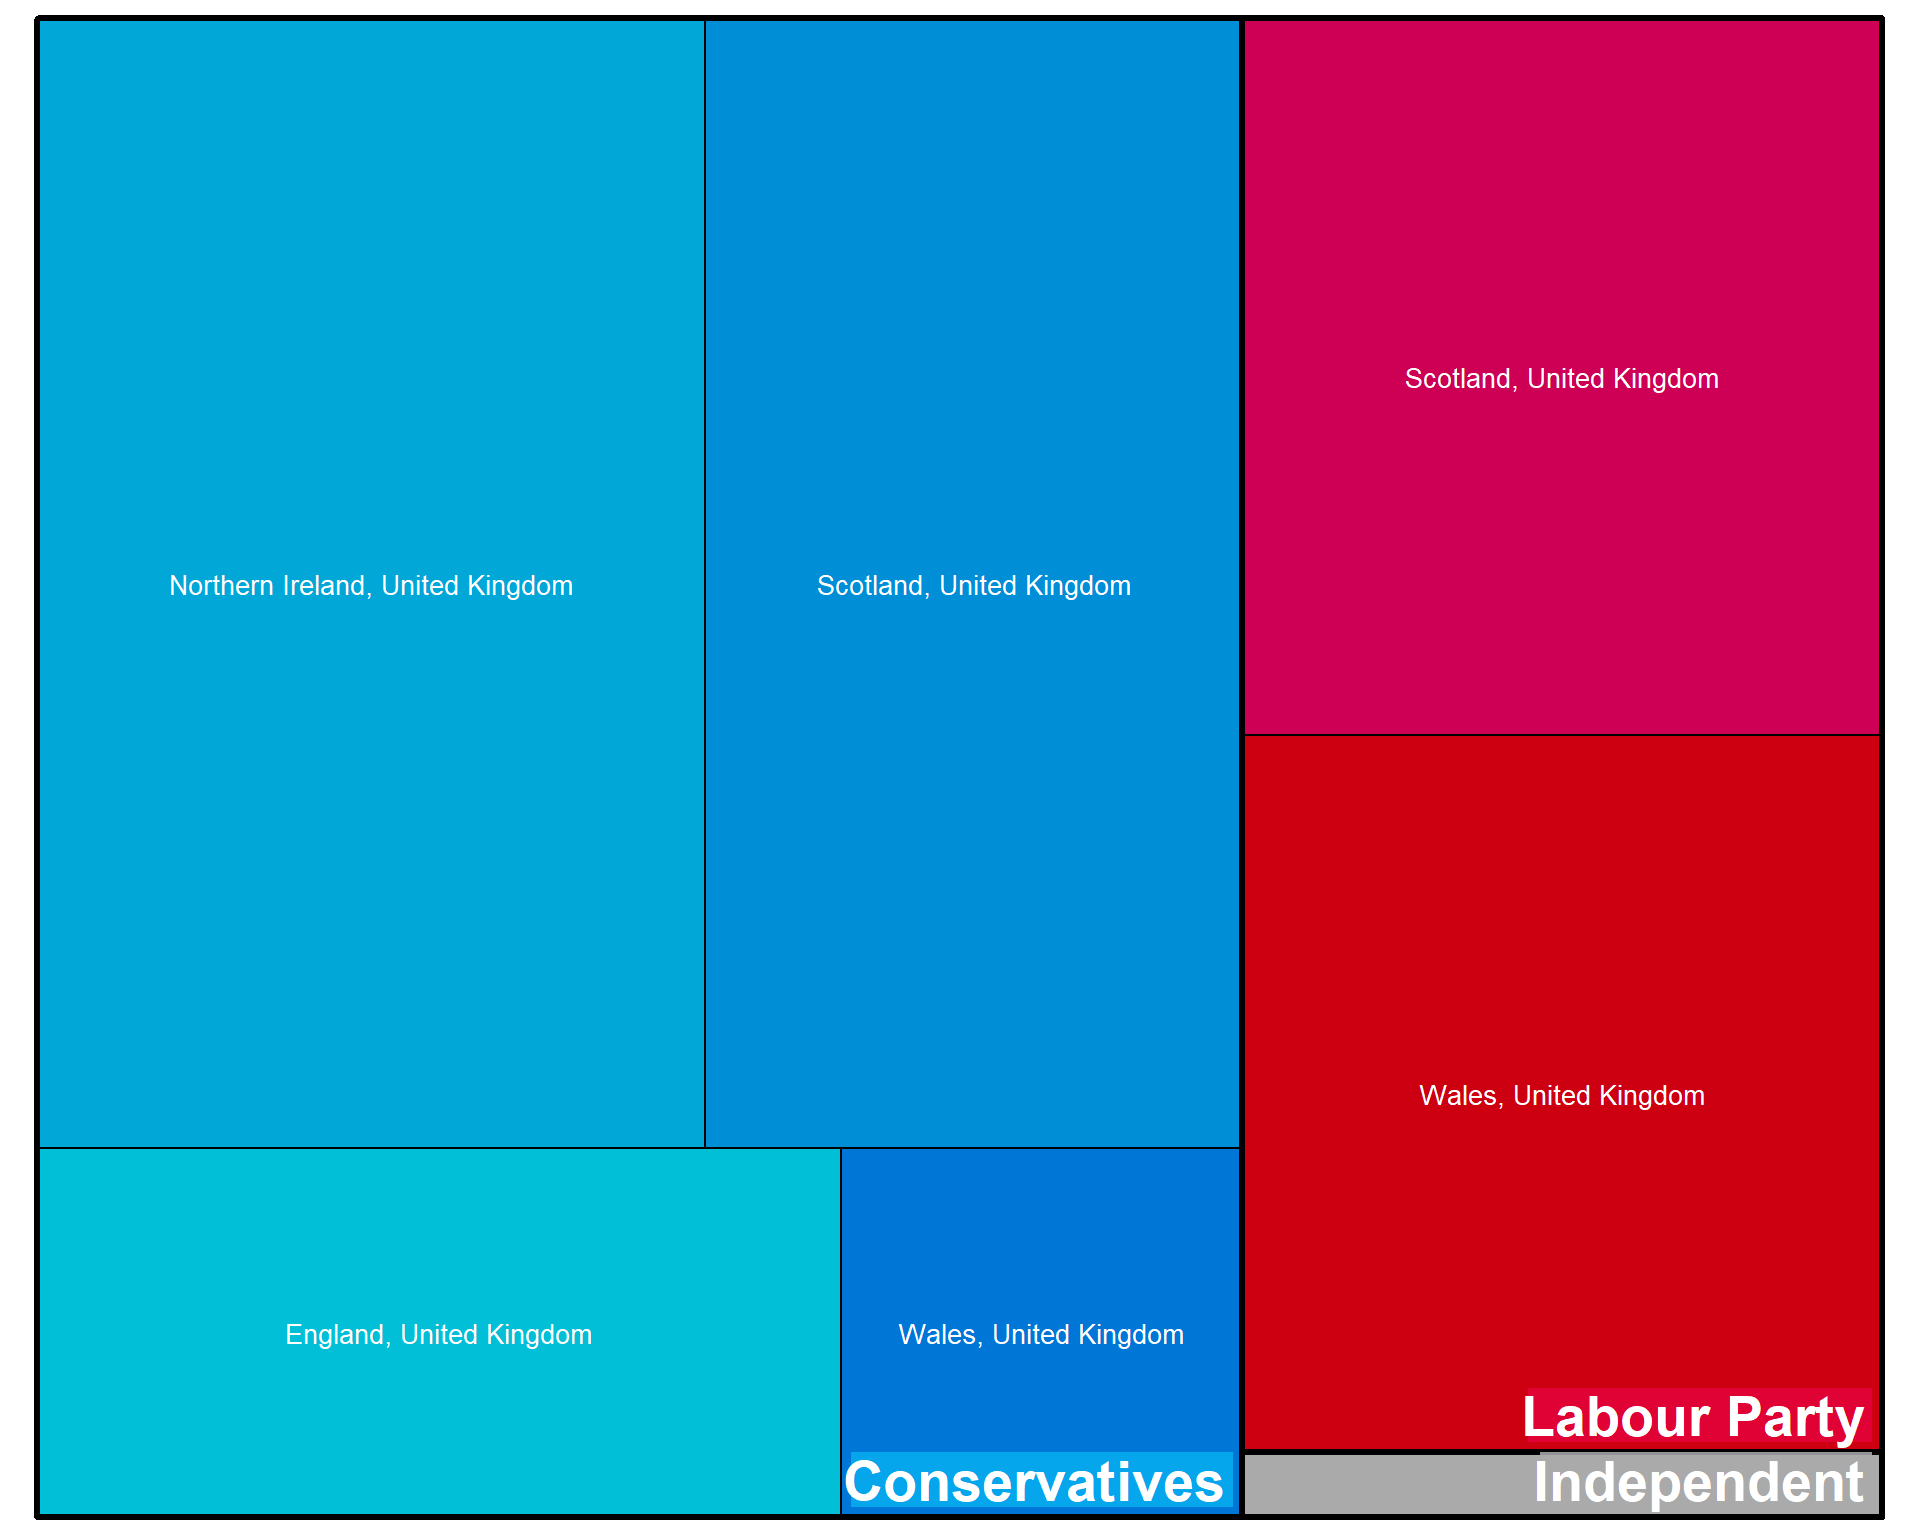 Northern Ireland, United Kingdom
Scotland, United Kingdom
Scotland, United Kingdom
Wales, United Kingdom
England, United Kingdom
Wales, United Kingdom
Labour Party
Conservatives
Independent